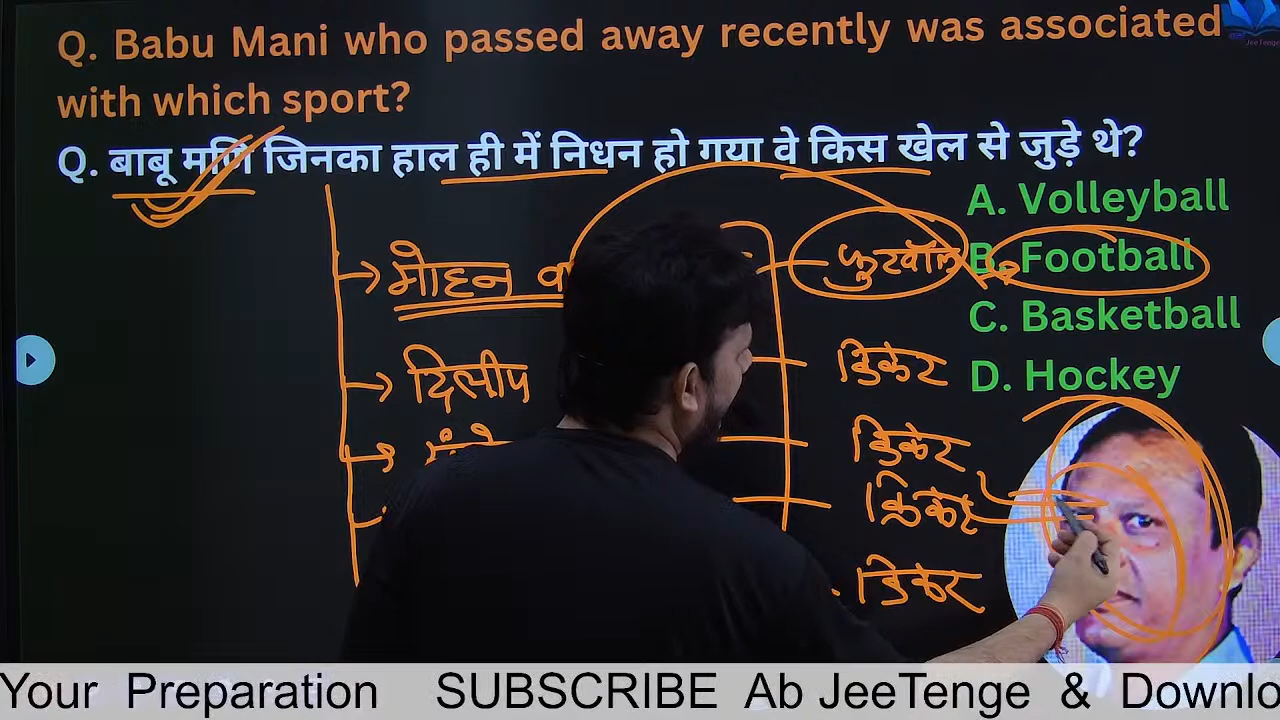 Q. Babu Mani who passed away recently was associated
with which sport?
Q. बाबू मणि जिनका हाल ही में निधन हो गया वे किस खेल से जुड़े थे?
A. Volleyball
B. Football
C. Basketball
D. Hockey
मोहन
फुटबॉल
दिलीप
क्रिकेट
क्रिकेट
क्रिकेट
क्रिकेट
JeeTenge
Your Preparation SUBSCRIBE Ab JeeTenge & Downlo